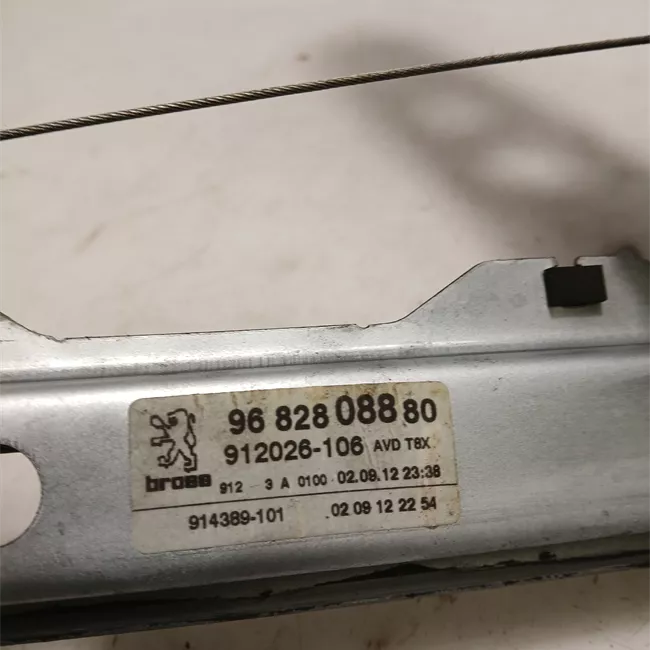 96 828 088 80
912026-106 AVD T8X
brose
912 3 A 0100 02.09.12 23:38
914389-101 02 09 12 22 54